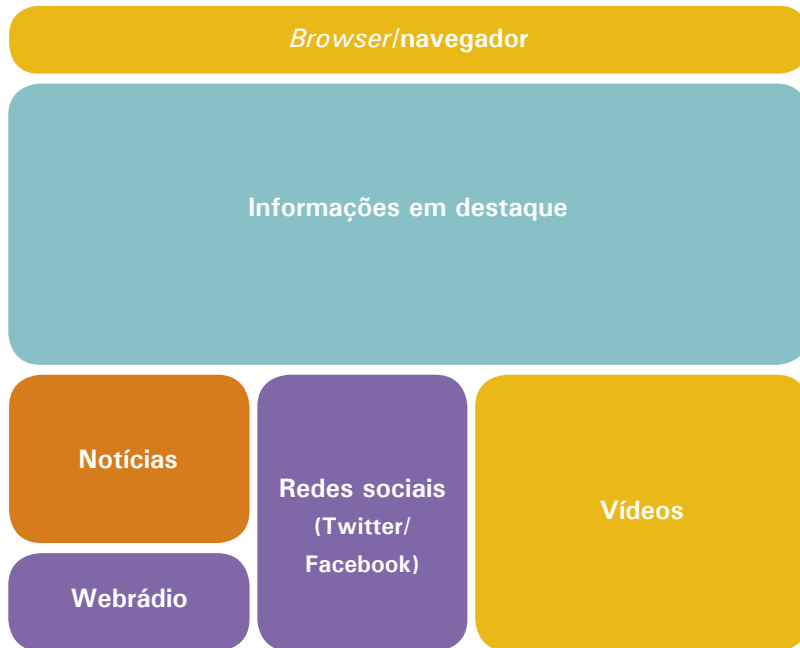 Browser/navegador
Informações em destaque
Notícias
Webrádio
Redes sociais
(Twitter/
Facebook)
Vídeos